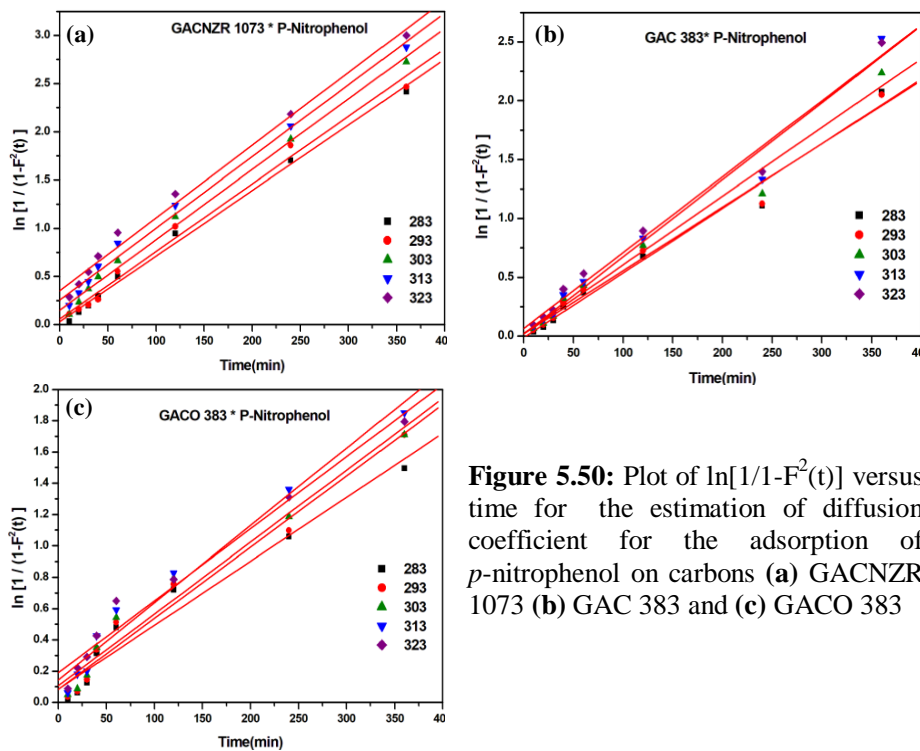 (a)
GACNZR 1073* P-Nitrophenol
ln [1 / (1-F²(t) ]
3.0
2.5
2.0
1.5
1.0
0.5
0.0
283
293
303
313
323
0 50 100 150 200 250 300 350 400
Time(min)
(b)
GAC 383* P-Nitrophenol
ln [1 / (1-F²(t) ]
2.5
2.0
1.5
1.0
0.5
0.0
283
293
303
313
323
0 50 100 150 200 250 300 350 40
Time(min)
(c)
GACO 383 * P-Nitrophenol
ln [1 / (1-F²(t) ]
2.0
1.8
1.6
1.4
1.2
1.0
0.8
0.6
0.4
0.2
0.0
283
293
303
313
323
0 50 100 150 200 250 300 350 400
Time(min)
Figure 5.50: Plot of ln[1/1-F²(t)] versus
time for the estimation of diffusion
coefficient for the adsorption of
p-nitrophenol on carbons (a) GACNZR
1073 (b) GAC 383 and (c) GACO 383